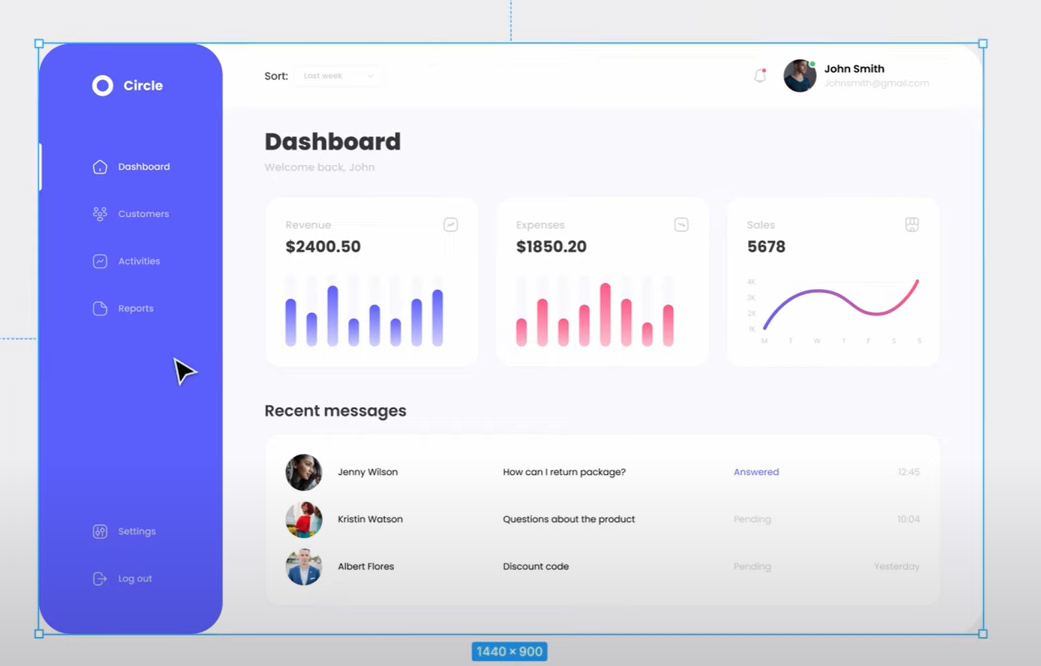 Circle
Sort: Last week
John Smith
Johnsmith@gmail.com
Dashboard
Customers
Activities
Reports
Settings
Log out
Dashboard
Welcome back, John
Revenue
$2400.50
Expenses
$1850.20
Sales
5678
4K
3K
2K
1K
M T W T F S S
Recent messages
Jenny Wilson How can I return package? Answered 12:45
Kristin Watson Questions about the product Pending 10:04
Albert Flores Discount code Pending Yesterday
1440 × 900